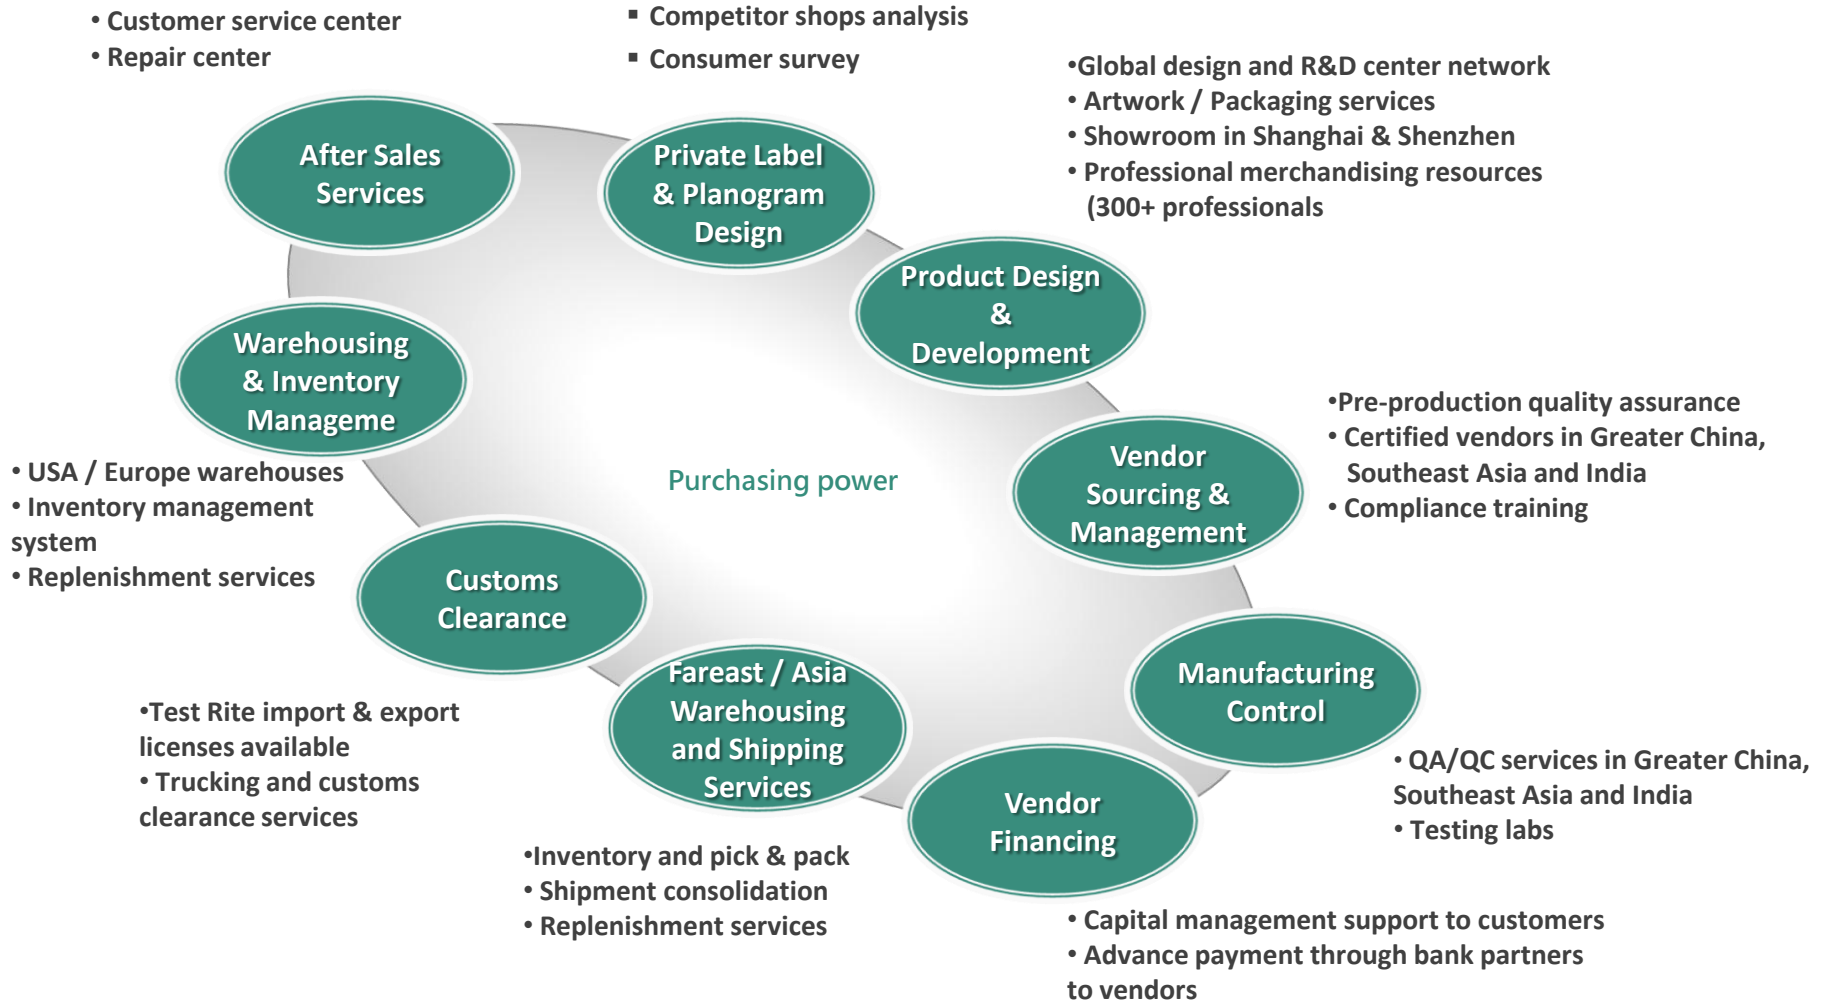 • Customer service center
• Repair center
▪ Competitor shops analysis
▪ Consumer survey
•Global design and R&D center network
• Artwork / Packaging services
• Showroom in Shanghai & Shenzhen
• Professional merchandising resources
(300+ professionals
After Sales
Services
Private Label
& Planogram
Design
Product Design
&
Development
Warehousing
& Inventory
Manageme
• USA / Europe warehouses
• Inventory management
system
• Replenishment services
Purchasing power
Vendor
Sourcing &
Management
•Pre-production quality assurance
• Certified vendors in Greater China,
Southeast Asia and India
• Compliance training
Customs
Clearance
•Test Rite import & export
licenses available
• Trucking and customs
clearance services
Fareast / Asia
Warehousing
and Shipping
Services
•Inventory and pick & pack
• Shipment consolidation
• Replenishment services
Manufacturing
Control
• QA/QC services in Greater China,
Southeast Asia and India
• Testing labs
Vendor
Financing
• Capital management support to customers
• Advance payment through bank partners
to vendors